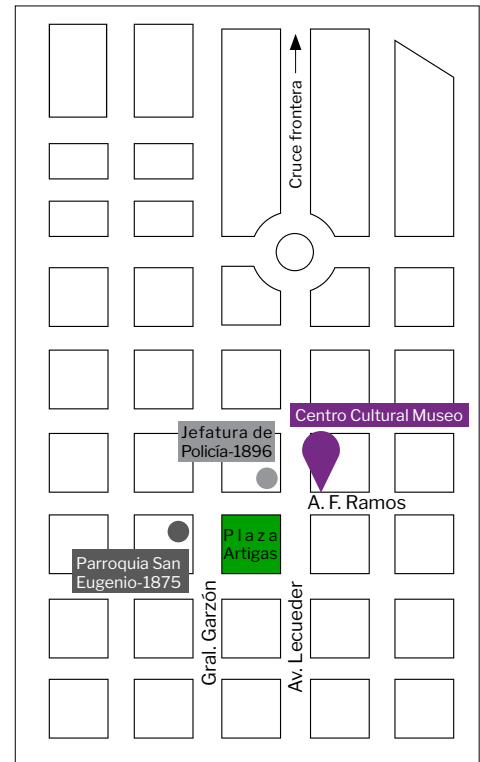 Cruce frontera
Centro Cultural Museo
Jefatura de
Policía-1896
A. F. Ramos
Plaza
Artigas
Parroquia San
Eugenio-1875
Gral. Garzón
Av. Lecueder